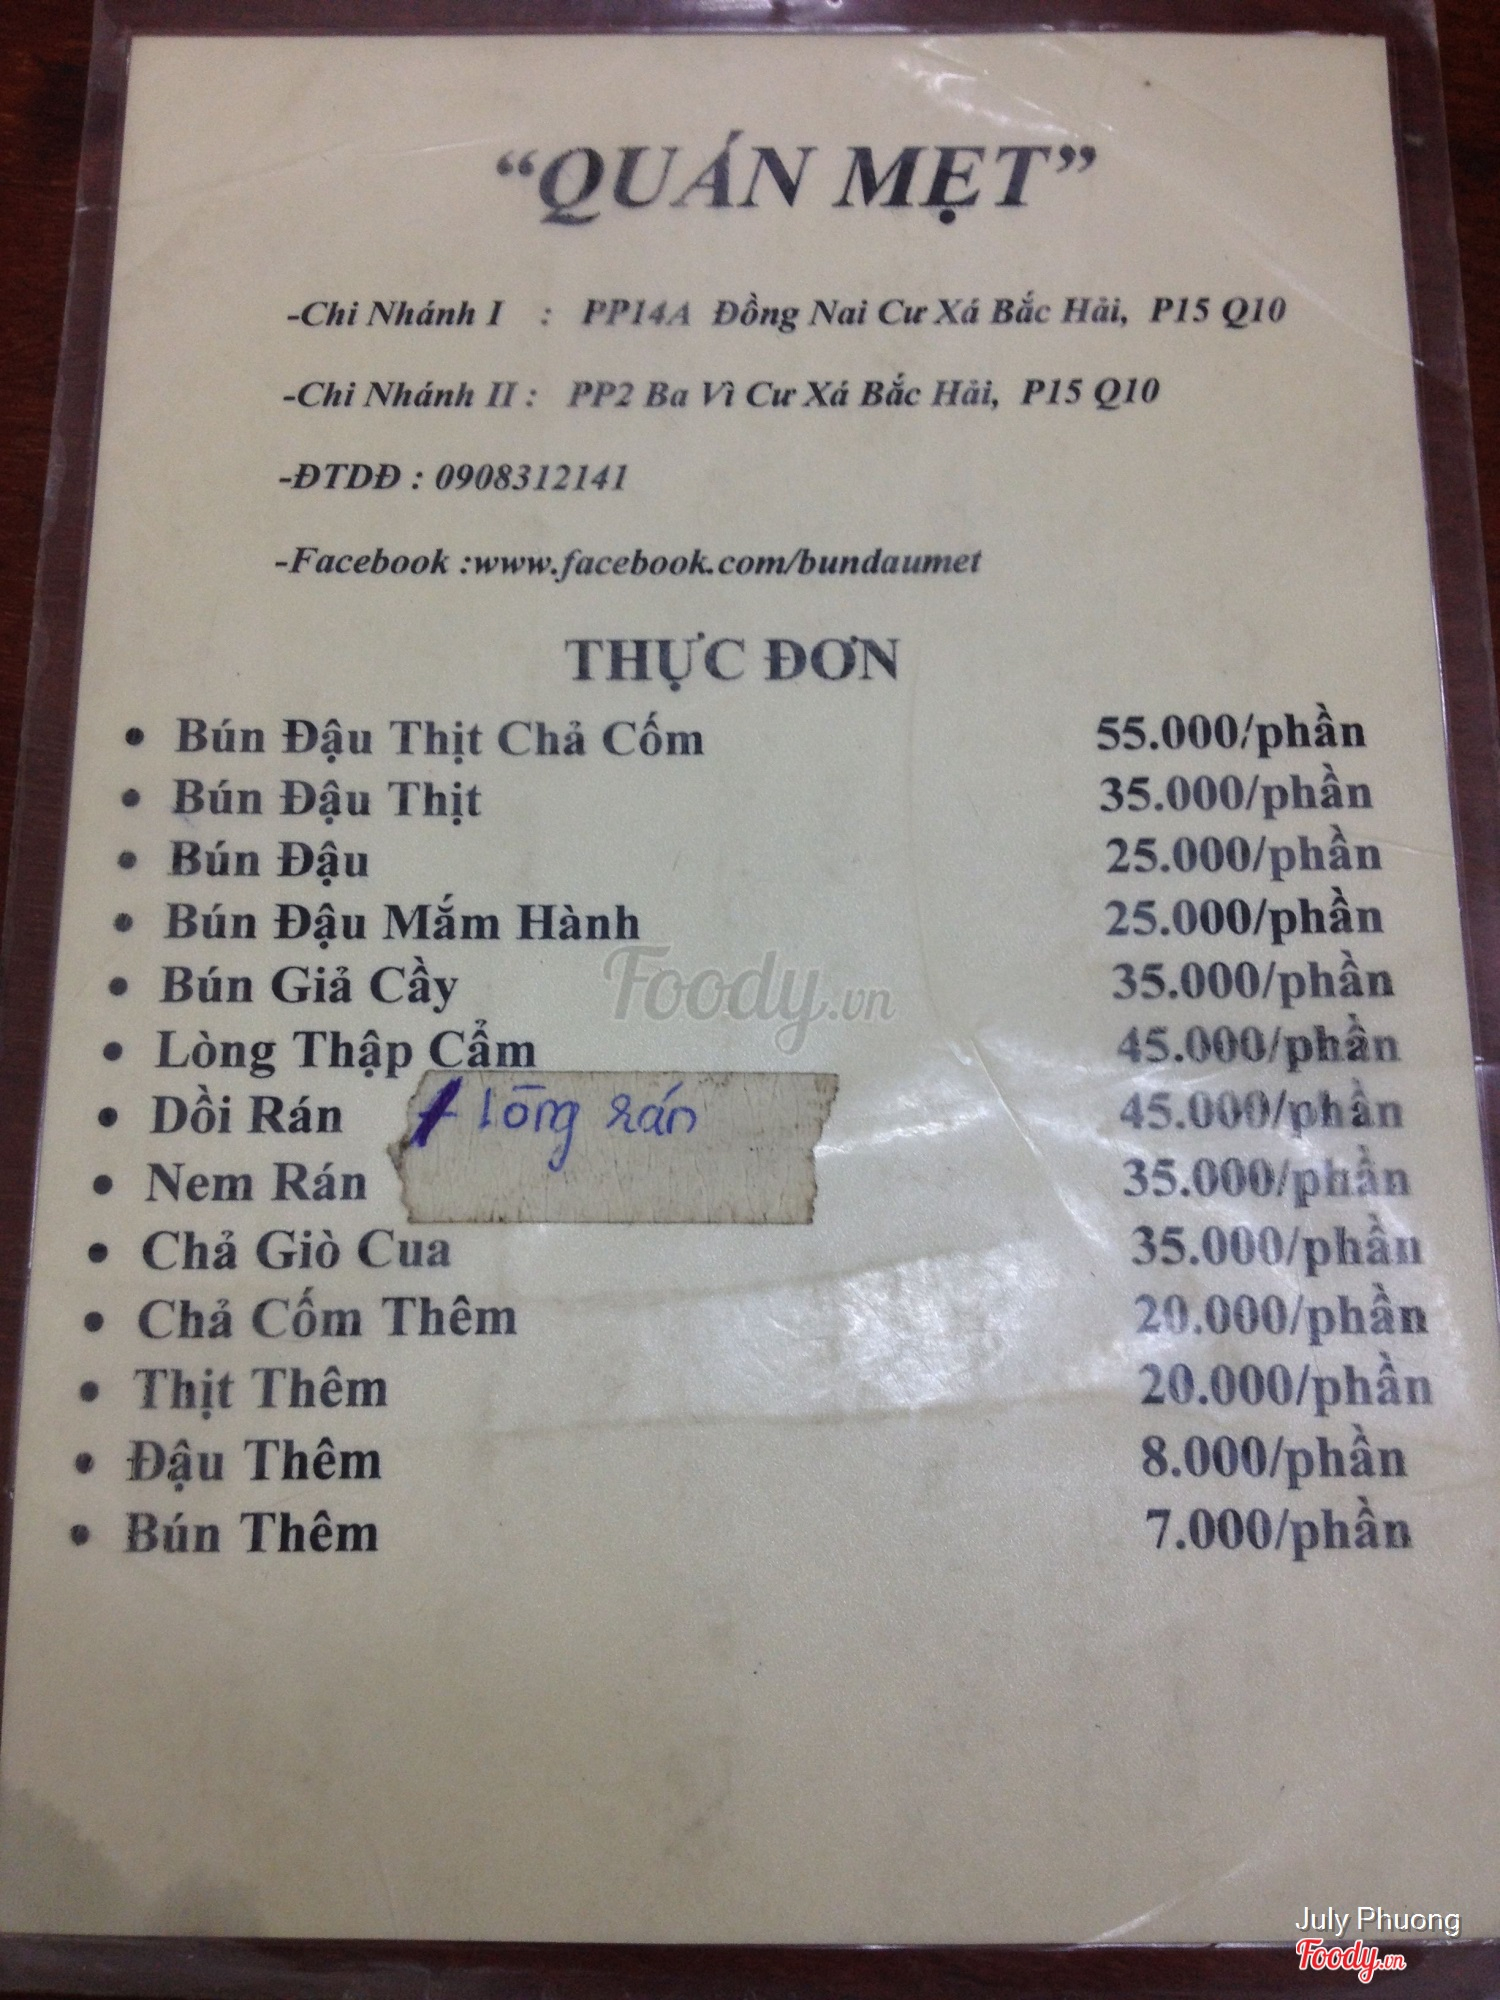 “QUÁN MẸT”
-Chi Nhánh I : PP14A Đồng Nai Cư Xá Bắc Hải, P15 Q10
-Chi Nhánh II : PP2 Ba Vì Cư Xá Bắc Hải, P15 Q10
-ĐTDĐ : 0908312141
-Facebook :www.facebook.com/bundaumet
THỰC ĐƠN
• Bún Đậu Thịt Chả Cốm 55.000/phần
• Bún Đậu Thịt 35.000/phần
• Bún Đậu 25.000/phần
• Bún Đậu Mắm Hành 25.000/phần
• Bún Giả Cầy 35.000/phần
Foody.vn
• Lòng Thập Cẩm 45.000/phần
• Dồi Rán + lòng rán 45.000/phần
• Nem Rán 35.000/phần
• Chả Giò Cua 35.000/phần
• Chả Cốm Thêm 20.000/phần
• Thịt Thêm 20.000/phần
• Đậu Thêm 8.000/phần
• Bún Thêm 7.000/phần
July Phuong
Foody.vn